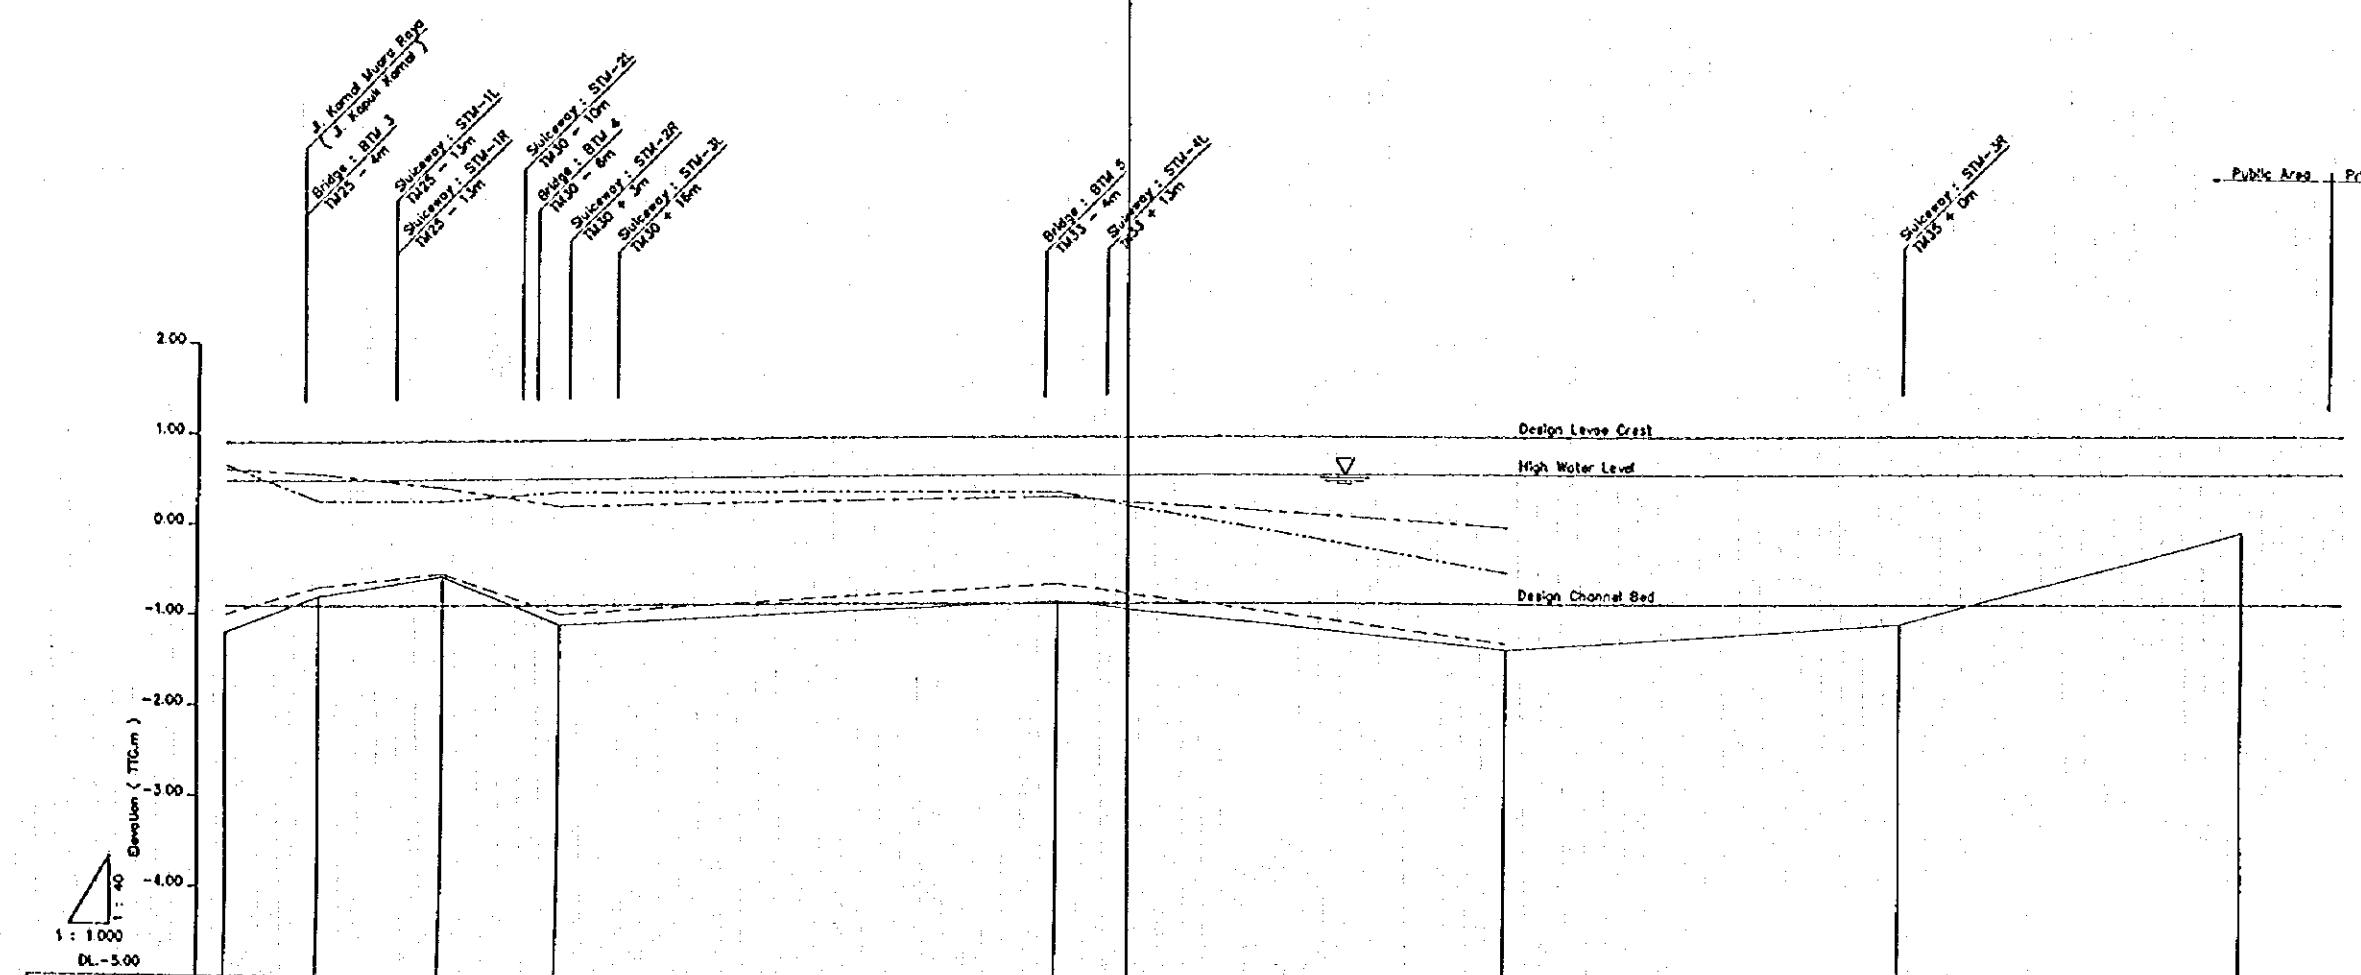 Jl. Kamal Muara Raya
( Jl. Kapuk Kamal )
Bridge : BTM 3
TM25 - 4m
Sluiceway : STM-1L
TM25 - 13m
Sluiceway : STM-1R
TM25 - 13m
Sluiceway : STM-2L
TM30 - 10m
Bridge : BTM 4
TM30 - 6m
Sluiceway : STM-2R
TM30 + 3m
Sluiceway : STM-3L
TM30 + 16m
Bridge : BTM 5
TM33 - 4m
Sluiceway : STM-4L
TM33 + 13m
Sluiceway : STM-3R
TM35 + 0m
Public Area
2.00
1.00
0.00
-1.00
-2.00
-3.00
-4.00
Elevation ( TTG.m )
Design Levee Crest
High Water Level
Design Channel Bed
1 : 40
1 : 1.000
DL.-5.00